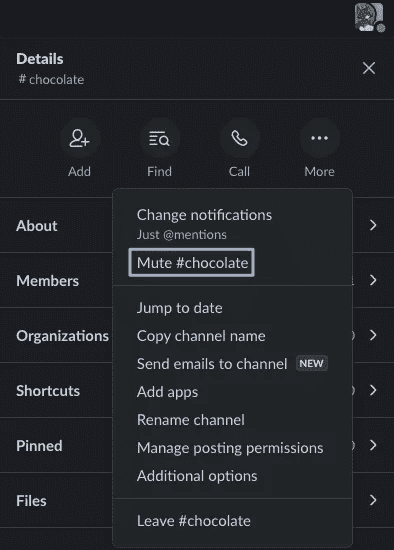 Details
# chocolate
Add
Find
Call
More
About
Members
Organizations
Shortcuts
Pinned
Files
Change notifications
Just @mentions
Mute #chocolate
Jump to date
Copy channel name
Send emails to channel NEW
Add apps
Rename channel
Manage posting permissions
Additional options
Leave #chocolate